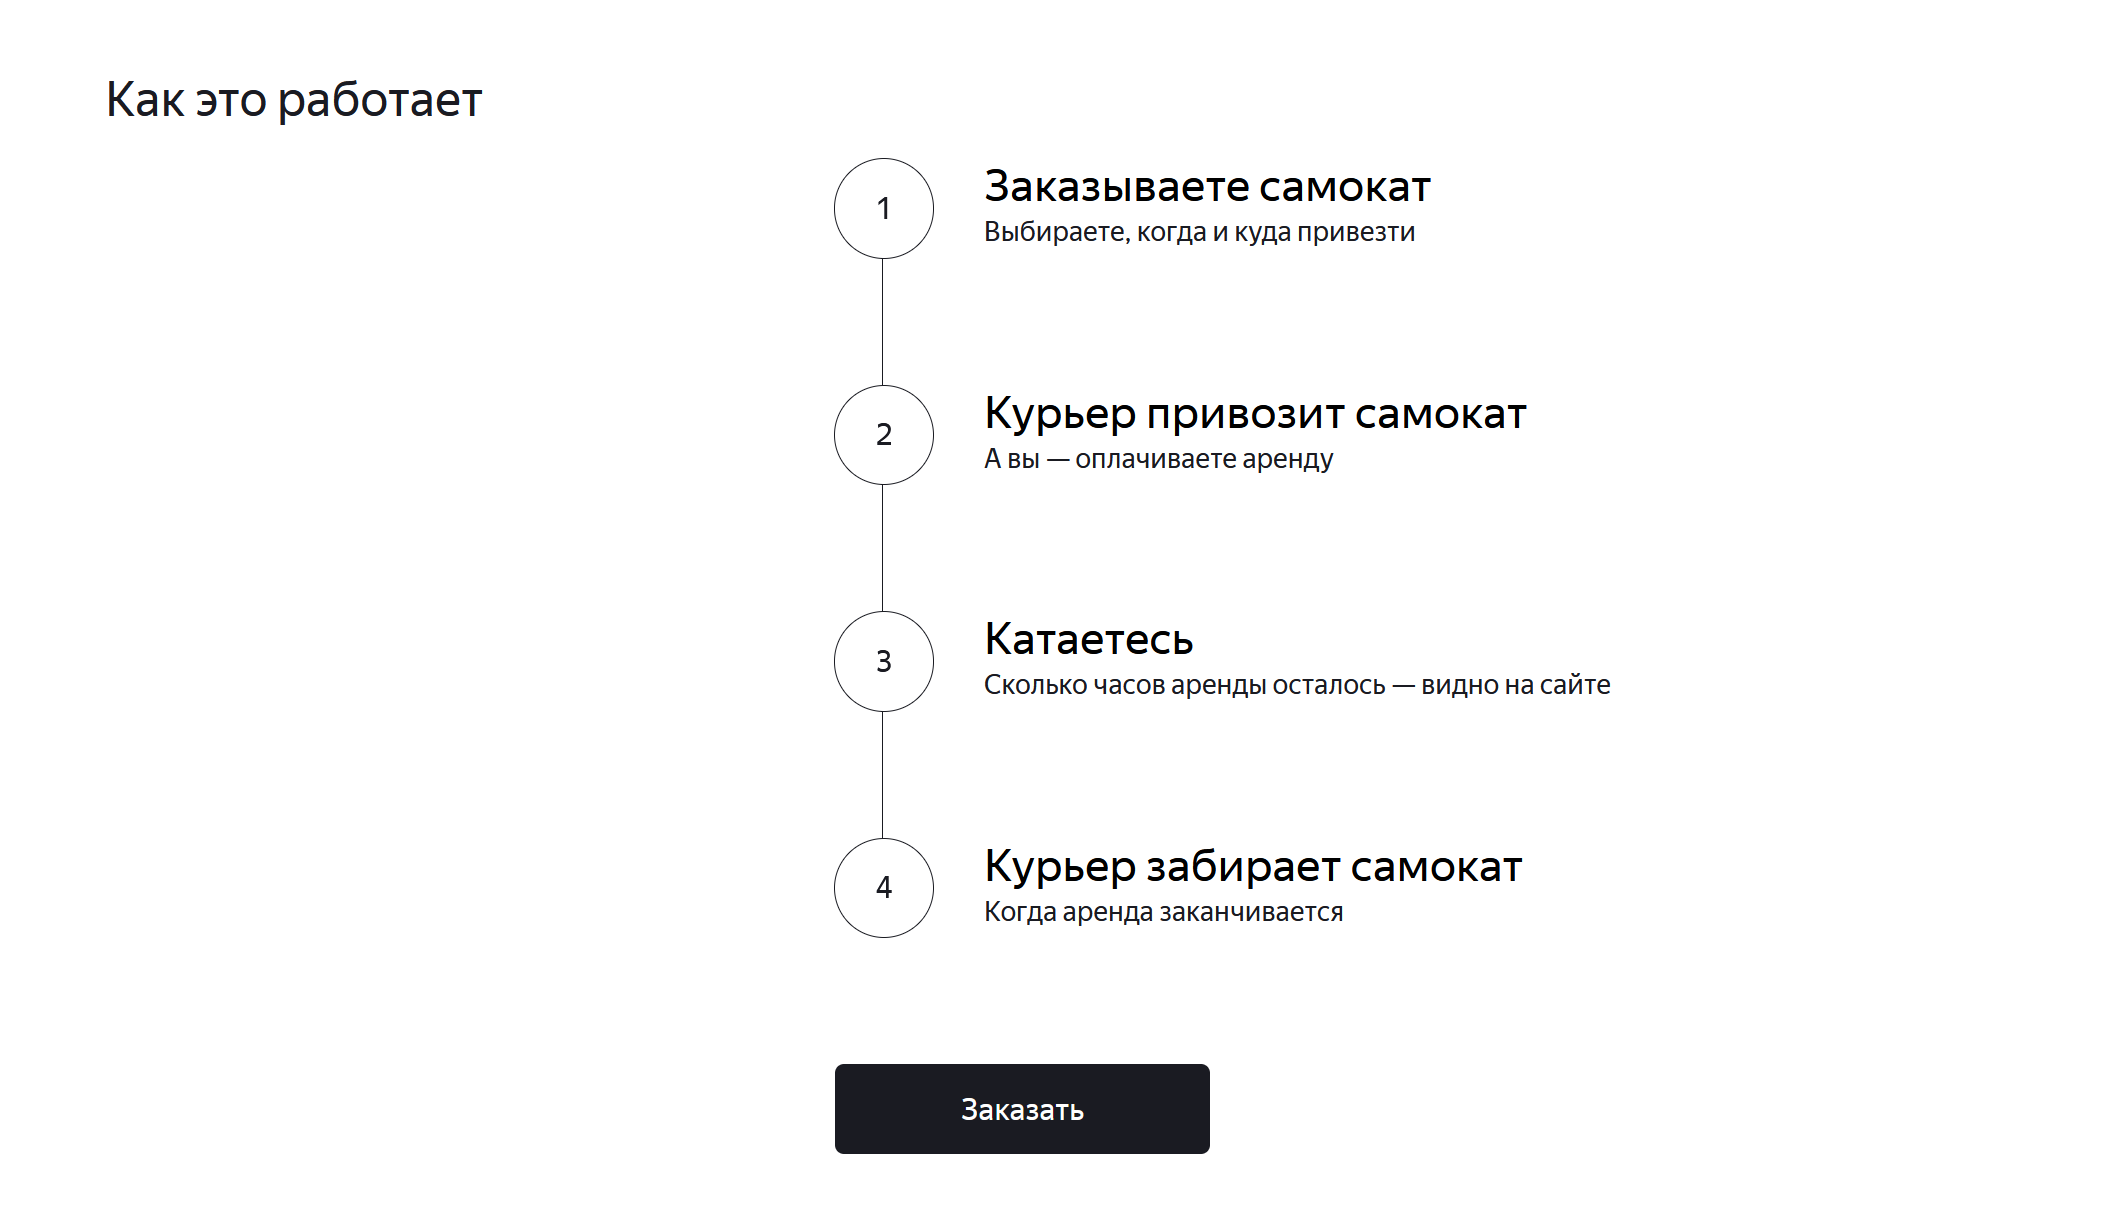 Как это работает
1
Заказываете самокат
Выбираете, когда и куда привезти
2
Курьер привозит самокат
А вы — оплачиваете аренду
3
Катаетесь
Сколько часов аренды осталось — видно на сайте
4
Курьер забирает самокат
Когда аренда заканчивается
Заказать